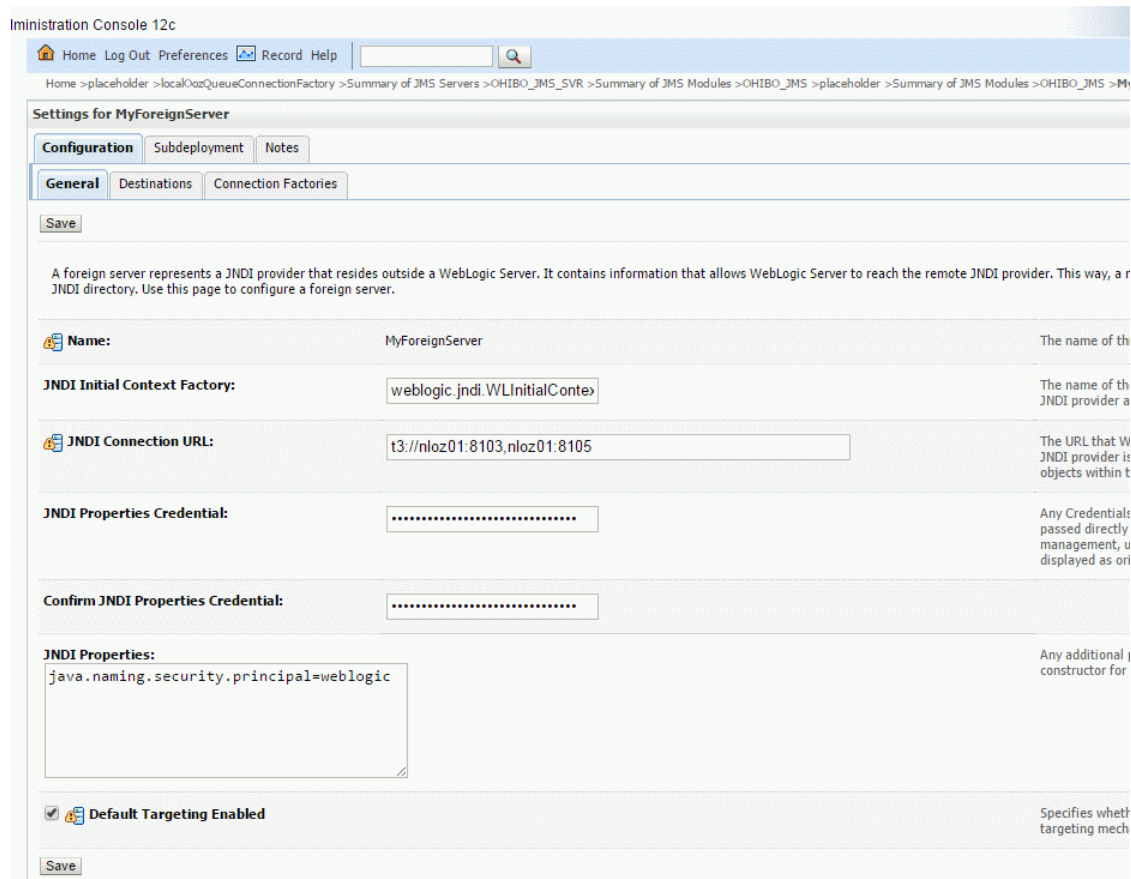 lministration Console 12c
Home Log Out Preferences Record Help
Home >placeholder >localOozQueueConnectionFactory >Summary of JMS Servers >OHIBO_JMS_SVR >Summary of JMS Modules >OHIBO_JMS >placeholder >Summary of JMS Modules >OHIBO_JMS >My
Settings for MyForeignServer
Configuration Subdeployment Notes
General Destinations Connection Factories
Save
A foreign server represents a JNDI provider that resides outside a WebLogic Server. It contains information that allows WebLogic Server to reach the remote JNDI provider. This way, a r
JNDI directory. Use this page to configure a foreign server.
Name: MyForeignServer The name of thi
JNDI Initial Context Factory: weblogic.jndi.WLInitialContex The name of the
JNDI provider a
JNDI Connection URL: t3://nloz01:8103,nloz01:8105 The URL that W
JNDI provider is
objects within t
JNDI Properties Credential: ••••••••••••••••••••••••••••••• Any Credentials
passed directly
management, u
displayed as ori
Confirm JNDI Properties Credential: •••••••••••••••••••••••••••••••
JNDI Properties: Any additional p
constructor for
java.naming.security.principal=weblogic
Default Targeting Enabled Specifies wheth
targeting mech
Save